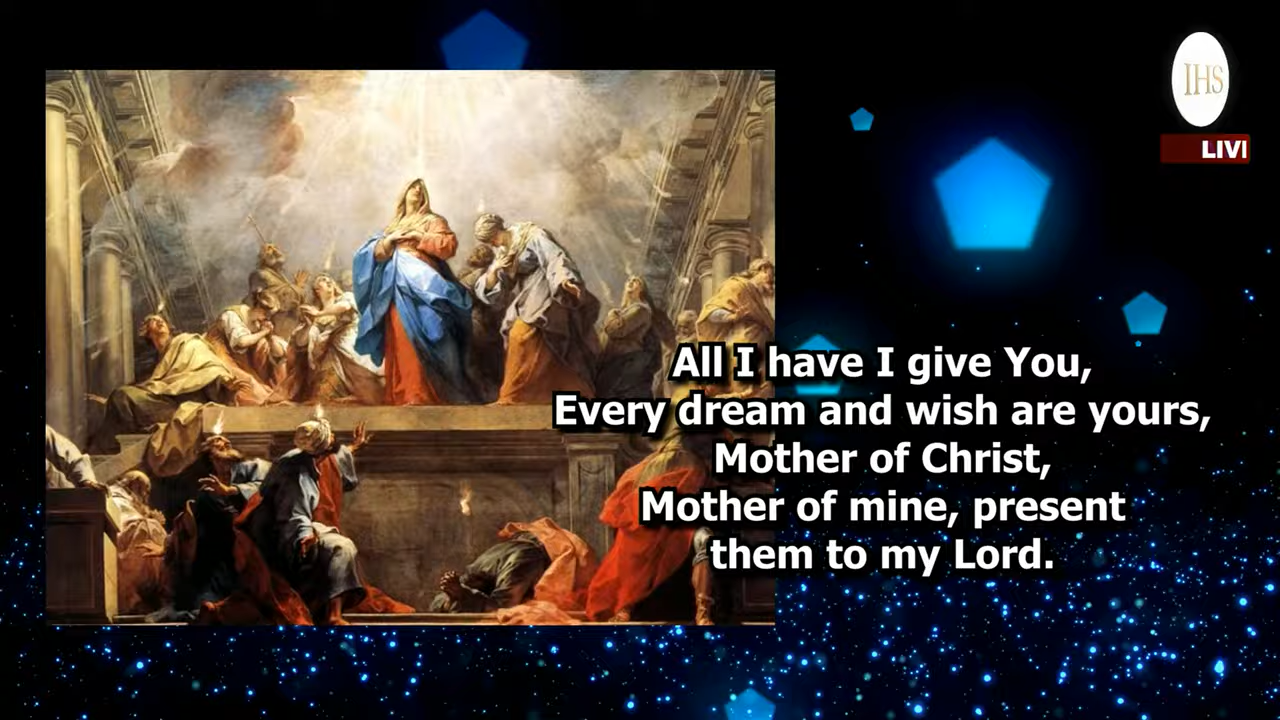 IHS
LIVI
All I have I give You,
Every dream and wish are yours,
Mother of Christ,
Mother of mine, present
them to my Lord.